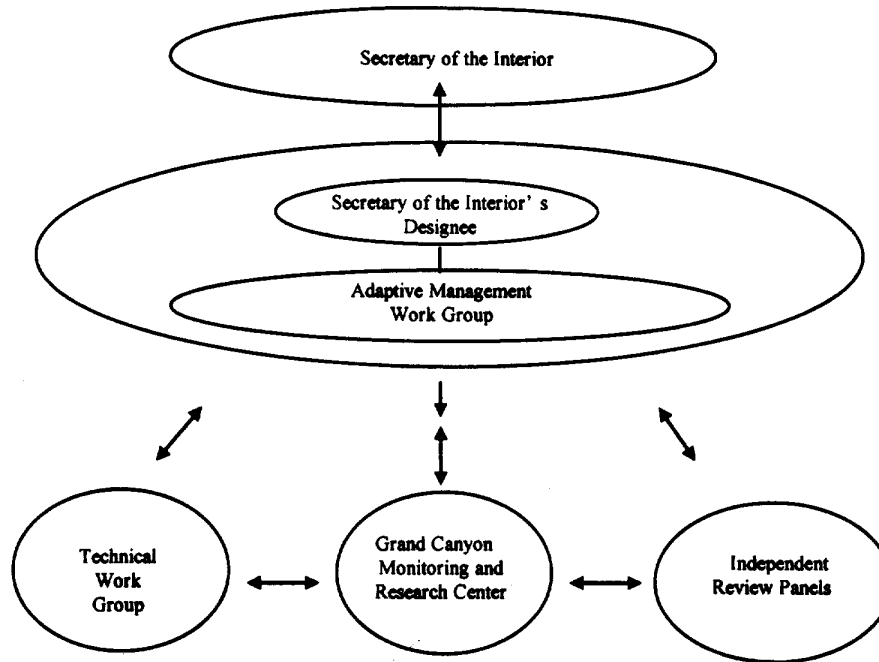 Secretary of the Interior
Secretary of the Interior' s
Designee
Adaptive Management
Work Group
Technical
Work
Group
Grand Canyon
Monitoring and
Research Center
Independent
Review Panels